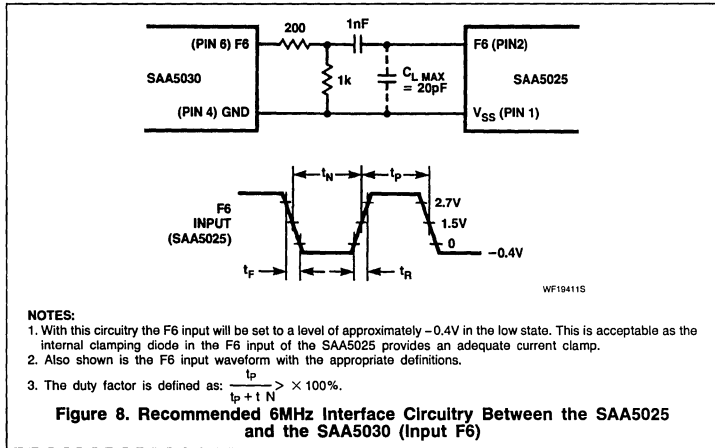 200
1nF
(PIN 6) F6
F6 (PIN2)
SAA5030
1k
C_L MAX
= 20pF
SAA5025
(PIN 4) GND
V_SS (PIN 1)
t_N
t_P
F6
INPUT
(SAA5025)
2.7V
1.5V
0
−0.4V
t_F
t_R
WF19411S
NOTES:
1. With this circuitry the F6 input will be set to a level of approximately −0.4V in the low state. This is acceptable as the
internal clamping diode in the F6 input of the SAA5025 provides an adequate current clamp.
2. Also shown is the F6 input waveform with the appropriate definitions.
3. The duty factor is defined as: tp / tp + t N > × 100%.
Figure 8. Recommended 6MHz Interface Circuitry Between the SAA5025
and the SAA5030 (Input F6)